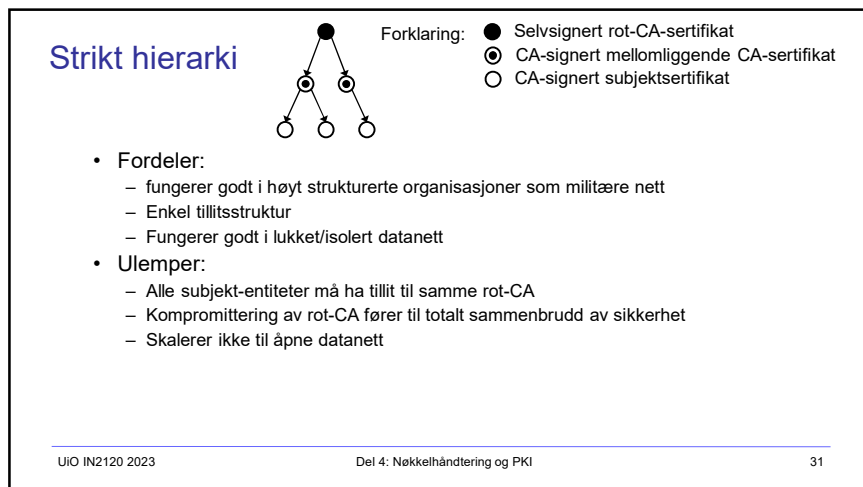 Strikt hierarki
Forklaring:
Selvsignert rot-CA-sertifikat
CA-signert mellomliggende CA-sertifikat
CA-signert subjektsertifikat
• Fordeler:
– fungerer godt i høyt strukturerte organisasjoner som militære nett
– Enkel tillitsstruktur
– Fungerer godt i lukket/isolert datanett
• Ulemper:
– Alle subjekt-entiteter må ha tillit til samme rot-CA
– Kompromittering av rot-CA fører til totalt sammenbrudd av sikkerhet
– Skalerer ikke til åpne datanett
UiO IN2120 2023
Del 4: Nøkkelhåndtering og PKI
31